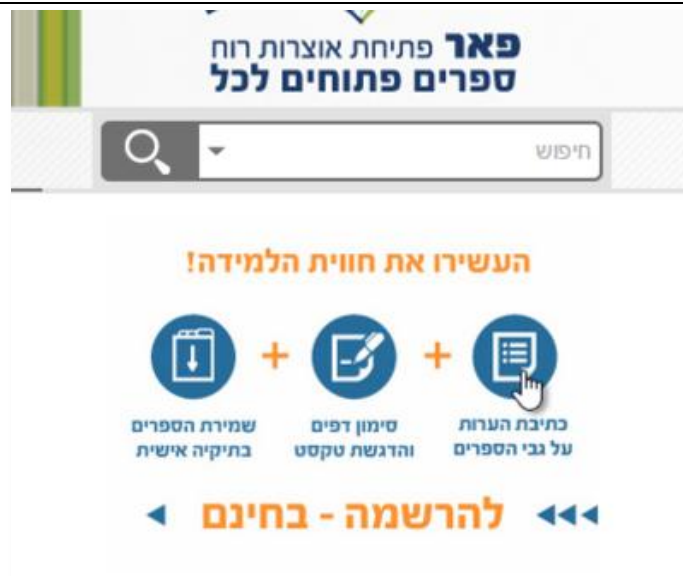 פאר פתיחת אוצרות רוח
ספרים פתוחים לכל
חיפוש
העשירו את חווית הלמידה!
כתיבת הערות
על גבי הספרים
סימון דפים
והדגשת טקסט
שמירת הספרים
בתיקיה אישית
להרשמה - בחינם